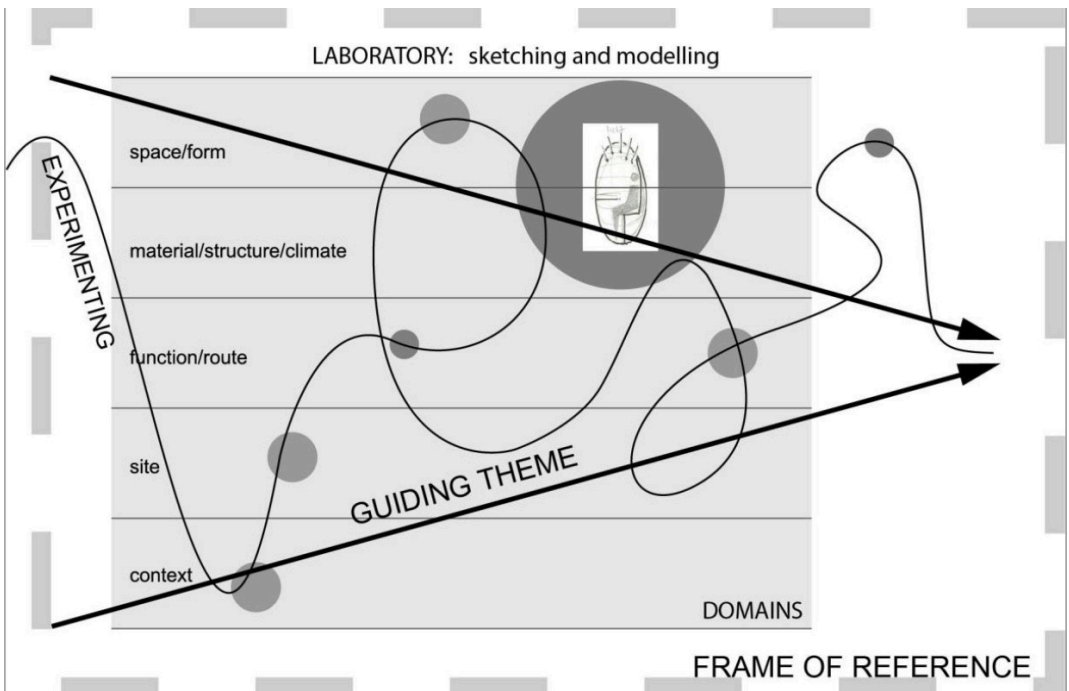 LABORATORY: sketching and modelling
space/form
EXPERIMENTING
material/structure/climate
function/route
site
GUIDING THEME
context
DOMAINS
FRAME OF REFERENCE